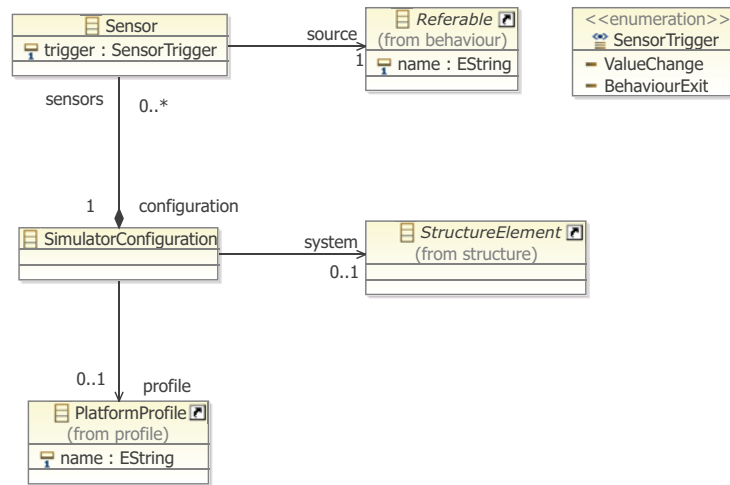 Sensor
trigger : SensorTrigger
source
1
Referable
(from behaviour)
name : EString
<<enumeration>>
SensorTrigger
ValueChange
BehaviourExit
sensors
0..*
1
configuration
SimulatorConfiguration
system
0..1
StructureElement
(from structure)
0..1
profile
PlatformProfile
(from profile)
name : EString